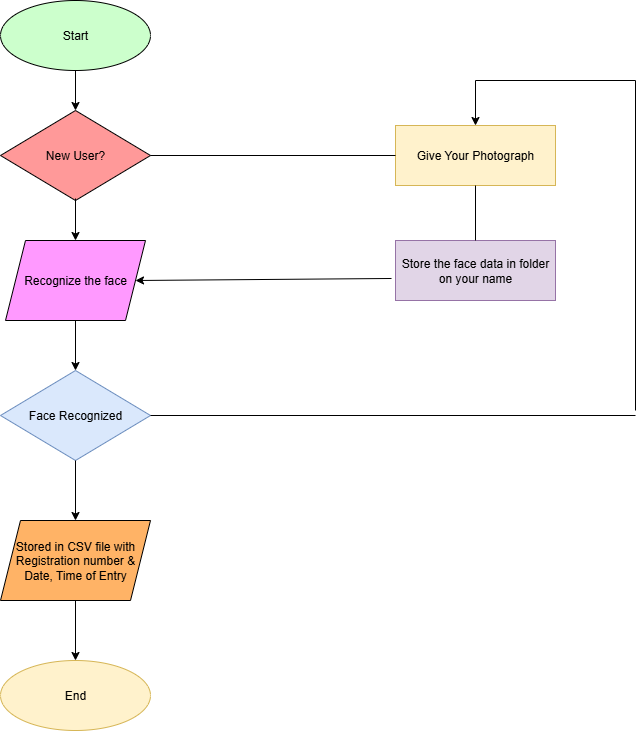 Start
New User?
Give Your Photograph
Recognize the face
Store the face data in folder
on your name
Face Recognized
Stored in CSV file with
Registration number &
Date, Time of Entry
End